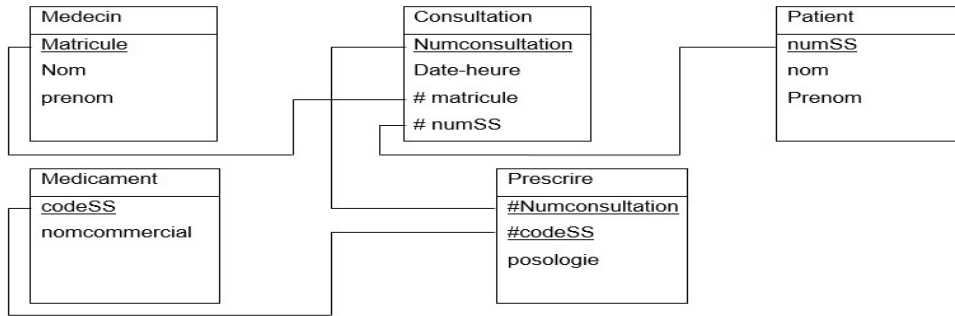 Medecin
Matricule
Nom
prenom
Consultation
Numconsultation
Date-heure
# matricule
# numSS
Patient
numSS
nom
Prenom
Medicament
codeSS
nomcommercial
Prescrire
#Numconsultation
#codeSS
posologie